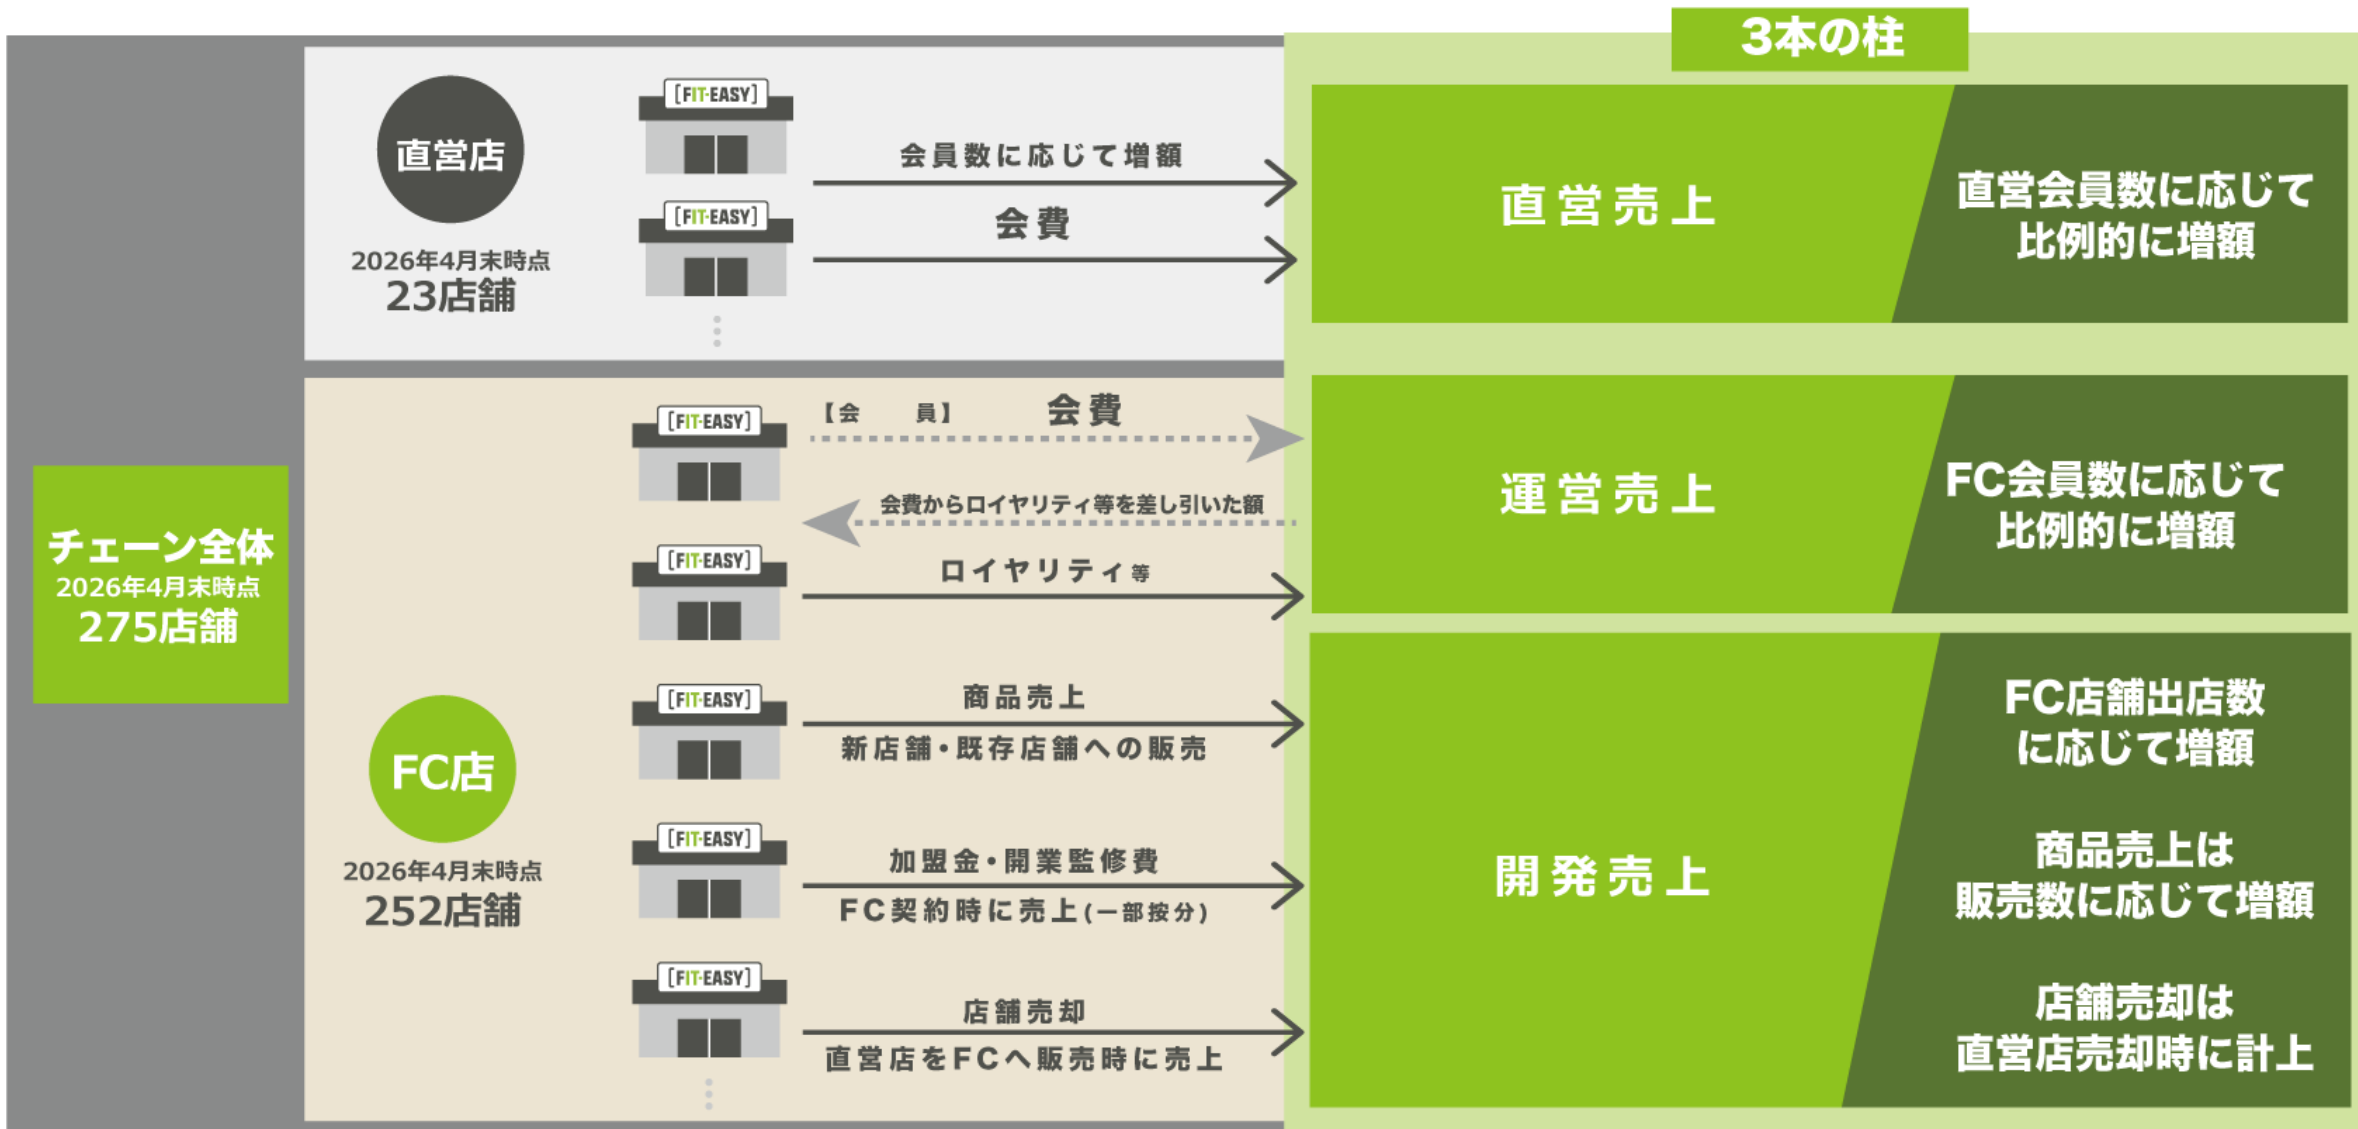 3本の柱
チェーン全体
2026年4月末時点
275店舗
直営店
2026年4月末時点
23店舗
[FIT-EASY]
[FIT-EASY]
会員数に応じて増額
会費
直営売上
直営会員数に応じて
比例的に増額
FC店
2026年4月末時点
252店舗
[FIT-EASY]
【会　員】　会費
会費からロイヤリティ等を差し引いた額
[FIT-EASY]
ロイヤリティ等
運営売上
FC会員数に応じて
比例的に増額
[FIT-EASY]
商品売上
新店舗・既存店舗への販売
[FIT-EASY]
加盟金・開業監修費
FC契約時に売上(一部按分)
[FIT-EASY]
店舗売却
直営店をFCへ販売時に売上
開発売上
FC店舗出店数
に応じて増額
商品売上は
販売数に応じて増額
店舗売却は
直営店売却時に計上